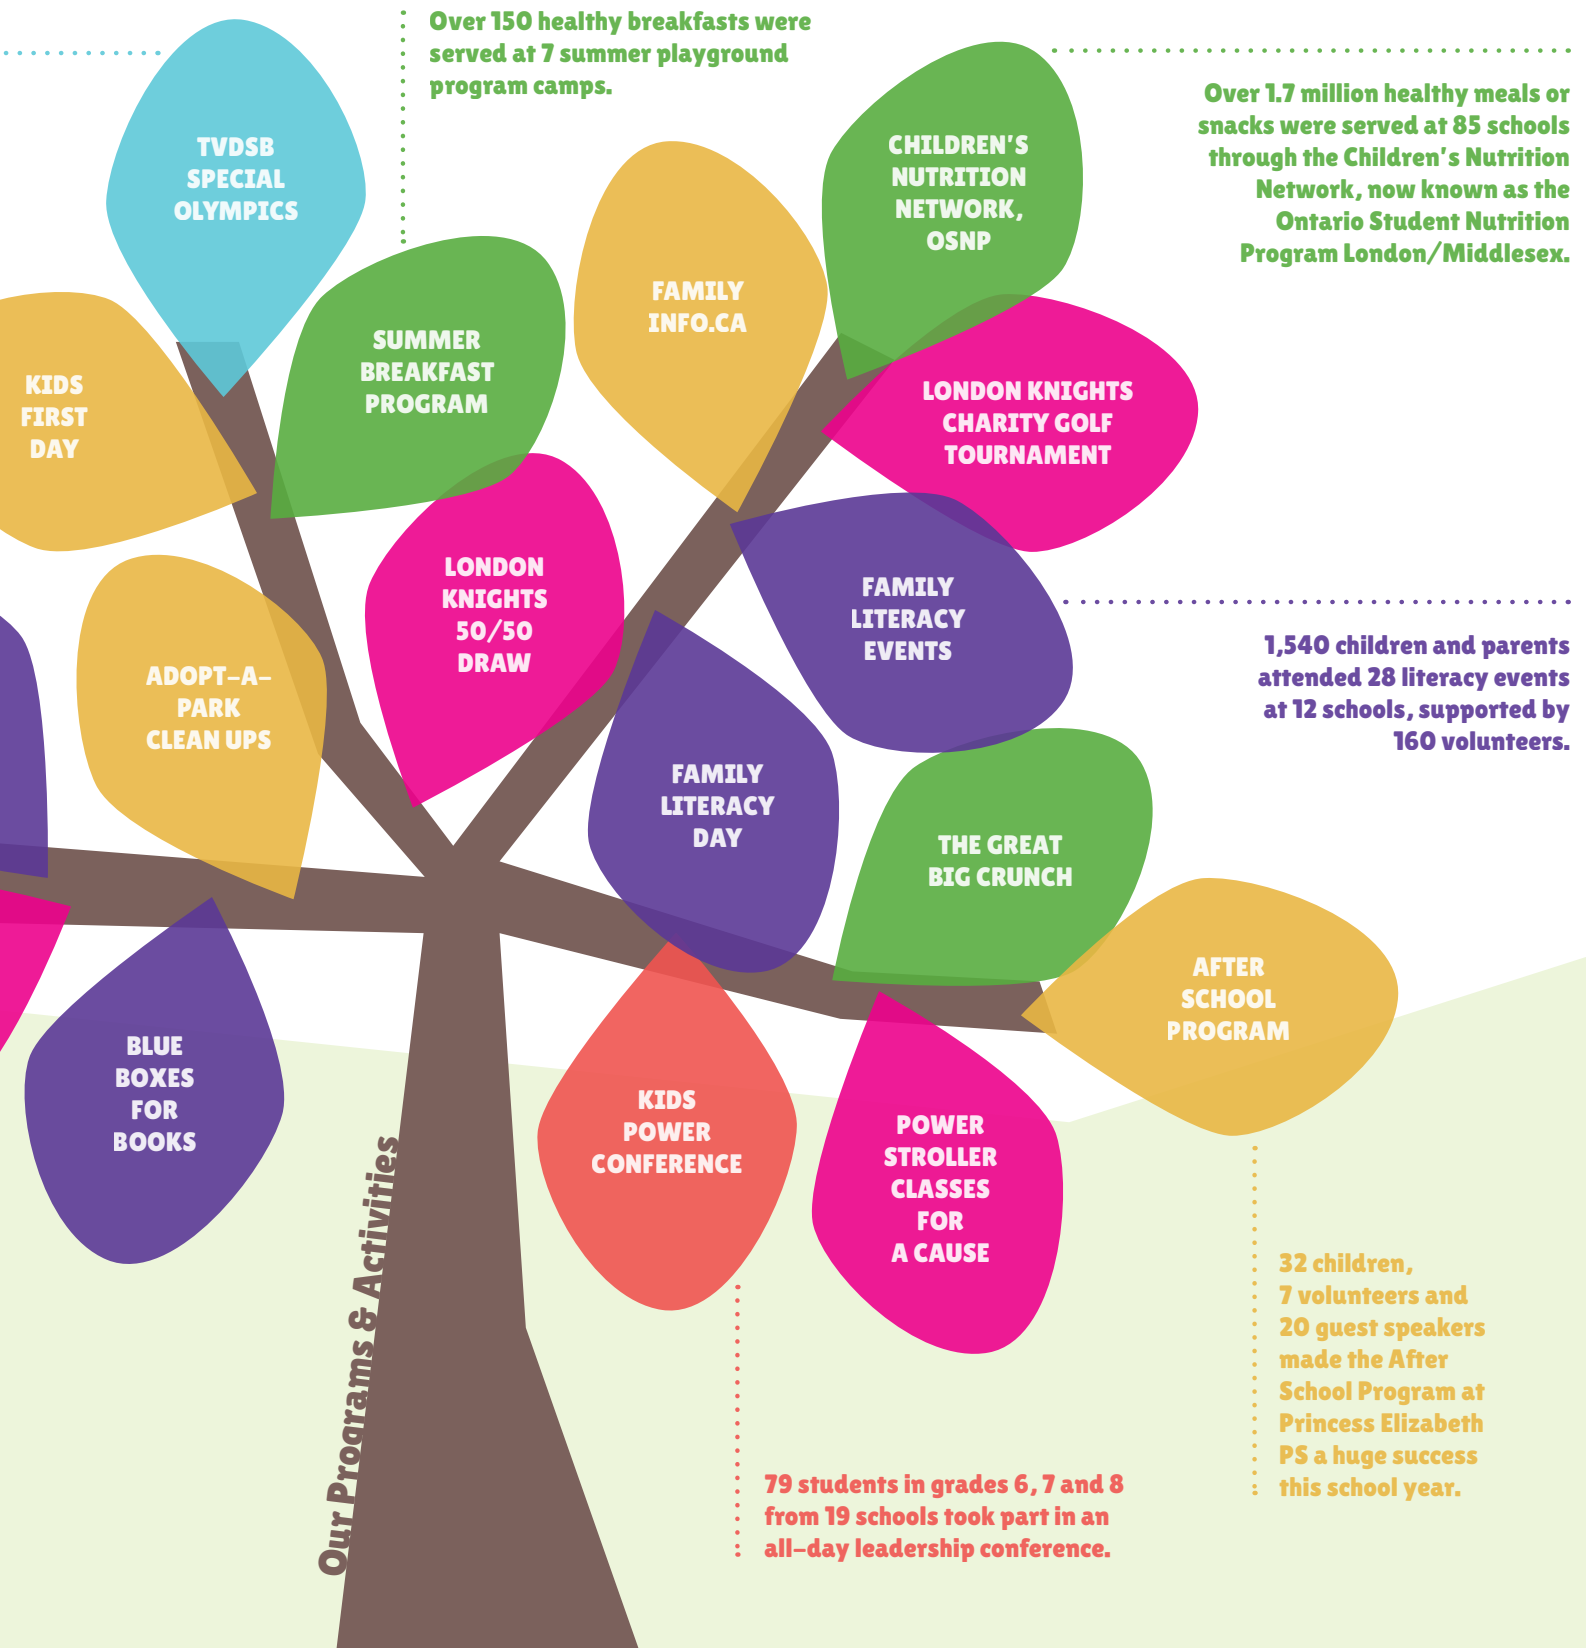 Over 150 healthy breakfasts were
served at 7 summer playground
program camps.
TVDSB
SPECIAL
OLYMPICS
CHILDREN'S
NUTRITION
NETWORK,
OSNP
Over 1.7 million healthy meals or
snacks were served at 85 schools
through the Children's Nutrition
Network, now known as the
Ontario Student Nutrition
Program London/Middlesex.
FAMILY
INFO.CA
SUMMER
BREAKFAST
PROGRAM
KIDS
FIRST
DAY
LONDON KNIGHTS
CHARITY GOLF
TOURNAMENT
LONDON
KNIGHTS
50/50
DRAW
FAMILY
LITERACY
EVENTS
1,540 children and parents
attended 28 literacy events
at 12 schools, supported by
160 volunteers.
ADOPT-A-
PARK
CLEAN UPS
FAMILY
LITERACY
DAY
THE GREAT
BIG CRUNCH
AFTER
SCHOOL
PROGRAM
BLUE
BOXES
FOR
BOOKS
KIDS
POWER
CONFERENCE
POWER
STROLLER
CLASSES
FOR
A CAUSE
Our Programs & Activities
32 children,
7 volunteers and
20 guest speakers
made the After
School Program at
Princess Elizabeth
PS a huge success
this school year.
79 students in grades 6, 7 and 8
from 19 schools took part in an
all-day leadership conference.